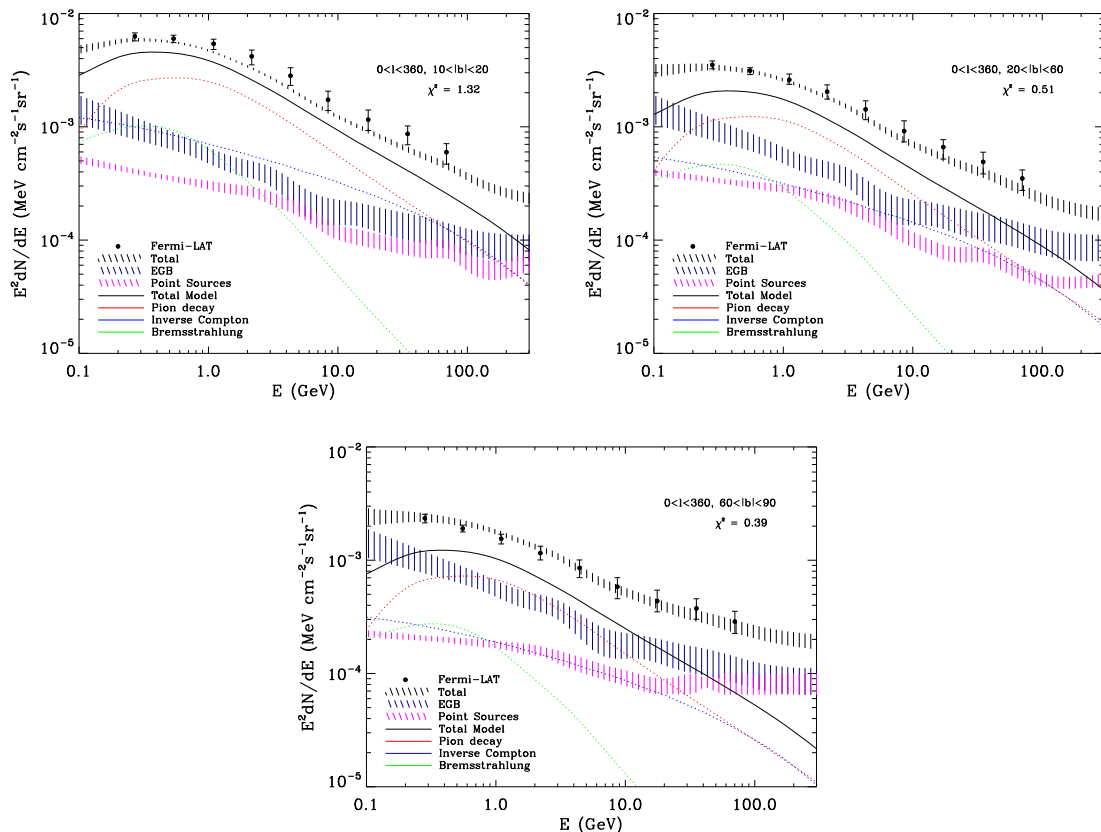 10⁻²
10⁻³
10⁻⁴
10⁻⁵
E²dN/dE (MeV cm⁻²s⁻¹sr⁻¹)
0<l<360, 10<|b|<20
χ² = 1.32
Fermi-LAT
Total
EGB
Point Sources
Total Model
Pion decay
Inverse Compton
Bremsstrahlung
0.1 1.0 10.0 100.0
E (GeV)
10⁻²
10⁻³
10⁻⁴
10⁻⁵
E²dN/dE (MeV cm⁻²s⁻¹sr⁻¹)
0<l<360, 20<|b|<60
χ² = 0.51
Fermi-LAT
Total
EGB
Point Sources
Total Model
Pion decay
Inverse Compton
Bremsstrahlung
0.1 1.0 10.0 100.0
E (GeV)
10⁻²
10⁻³
10⁻⁴
10⁻⁵
E²dN/dE (MeV cm⁻²s⁻¹sr⁻¹)
0<l<360, 60<|b|<90
χ² = 0.39
Fermi-LAT
Total
EGB
Point Sources
Total Model
Pion decay
Inverse Compton
Bremsstrahlung
0.1 1.0 10.0 100.0
E (GeV)